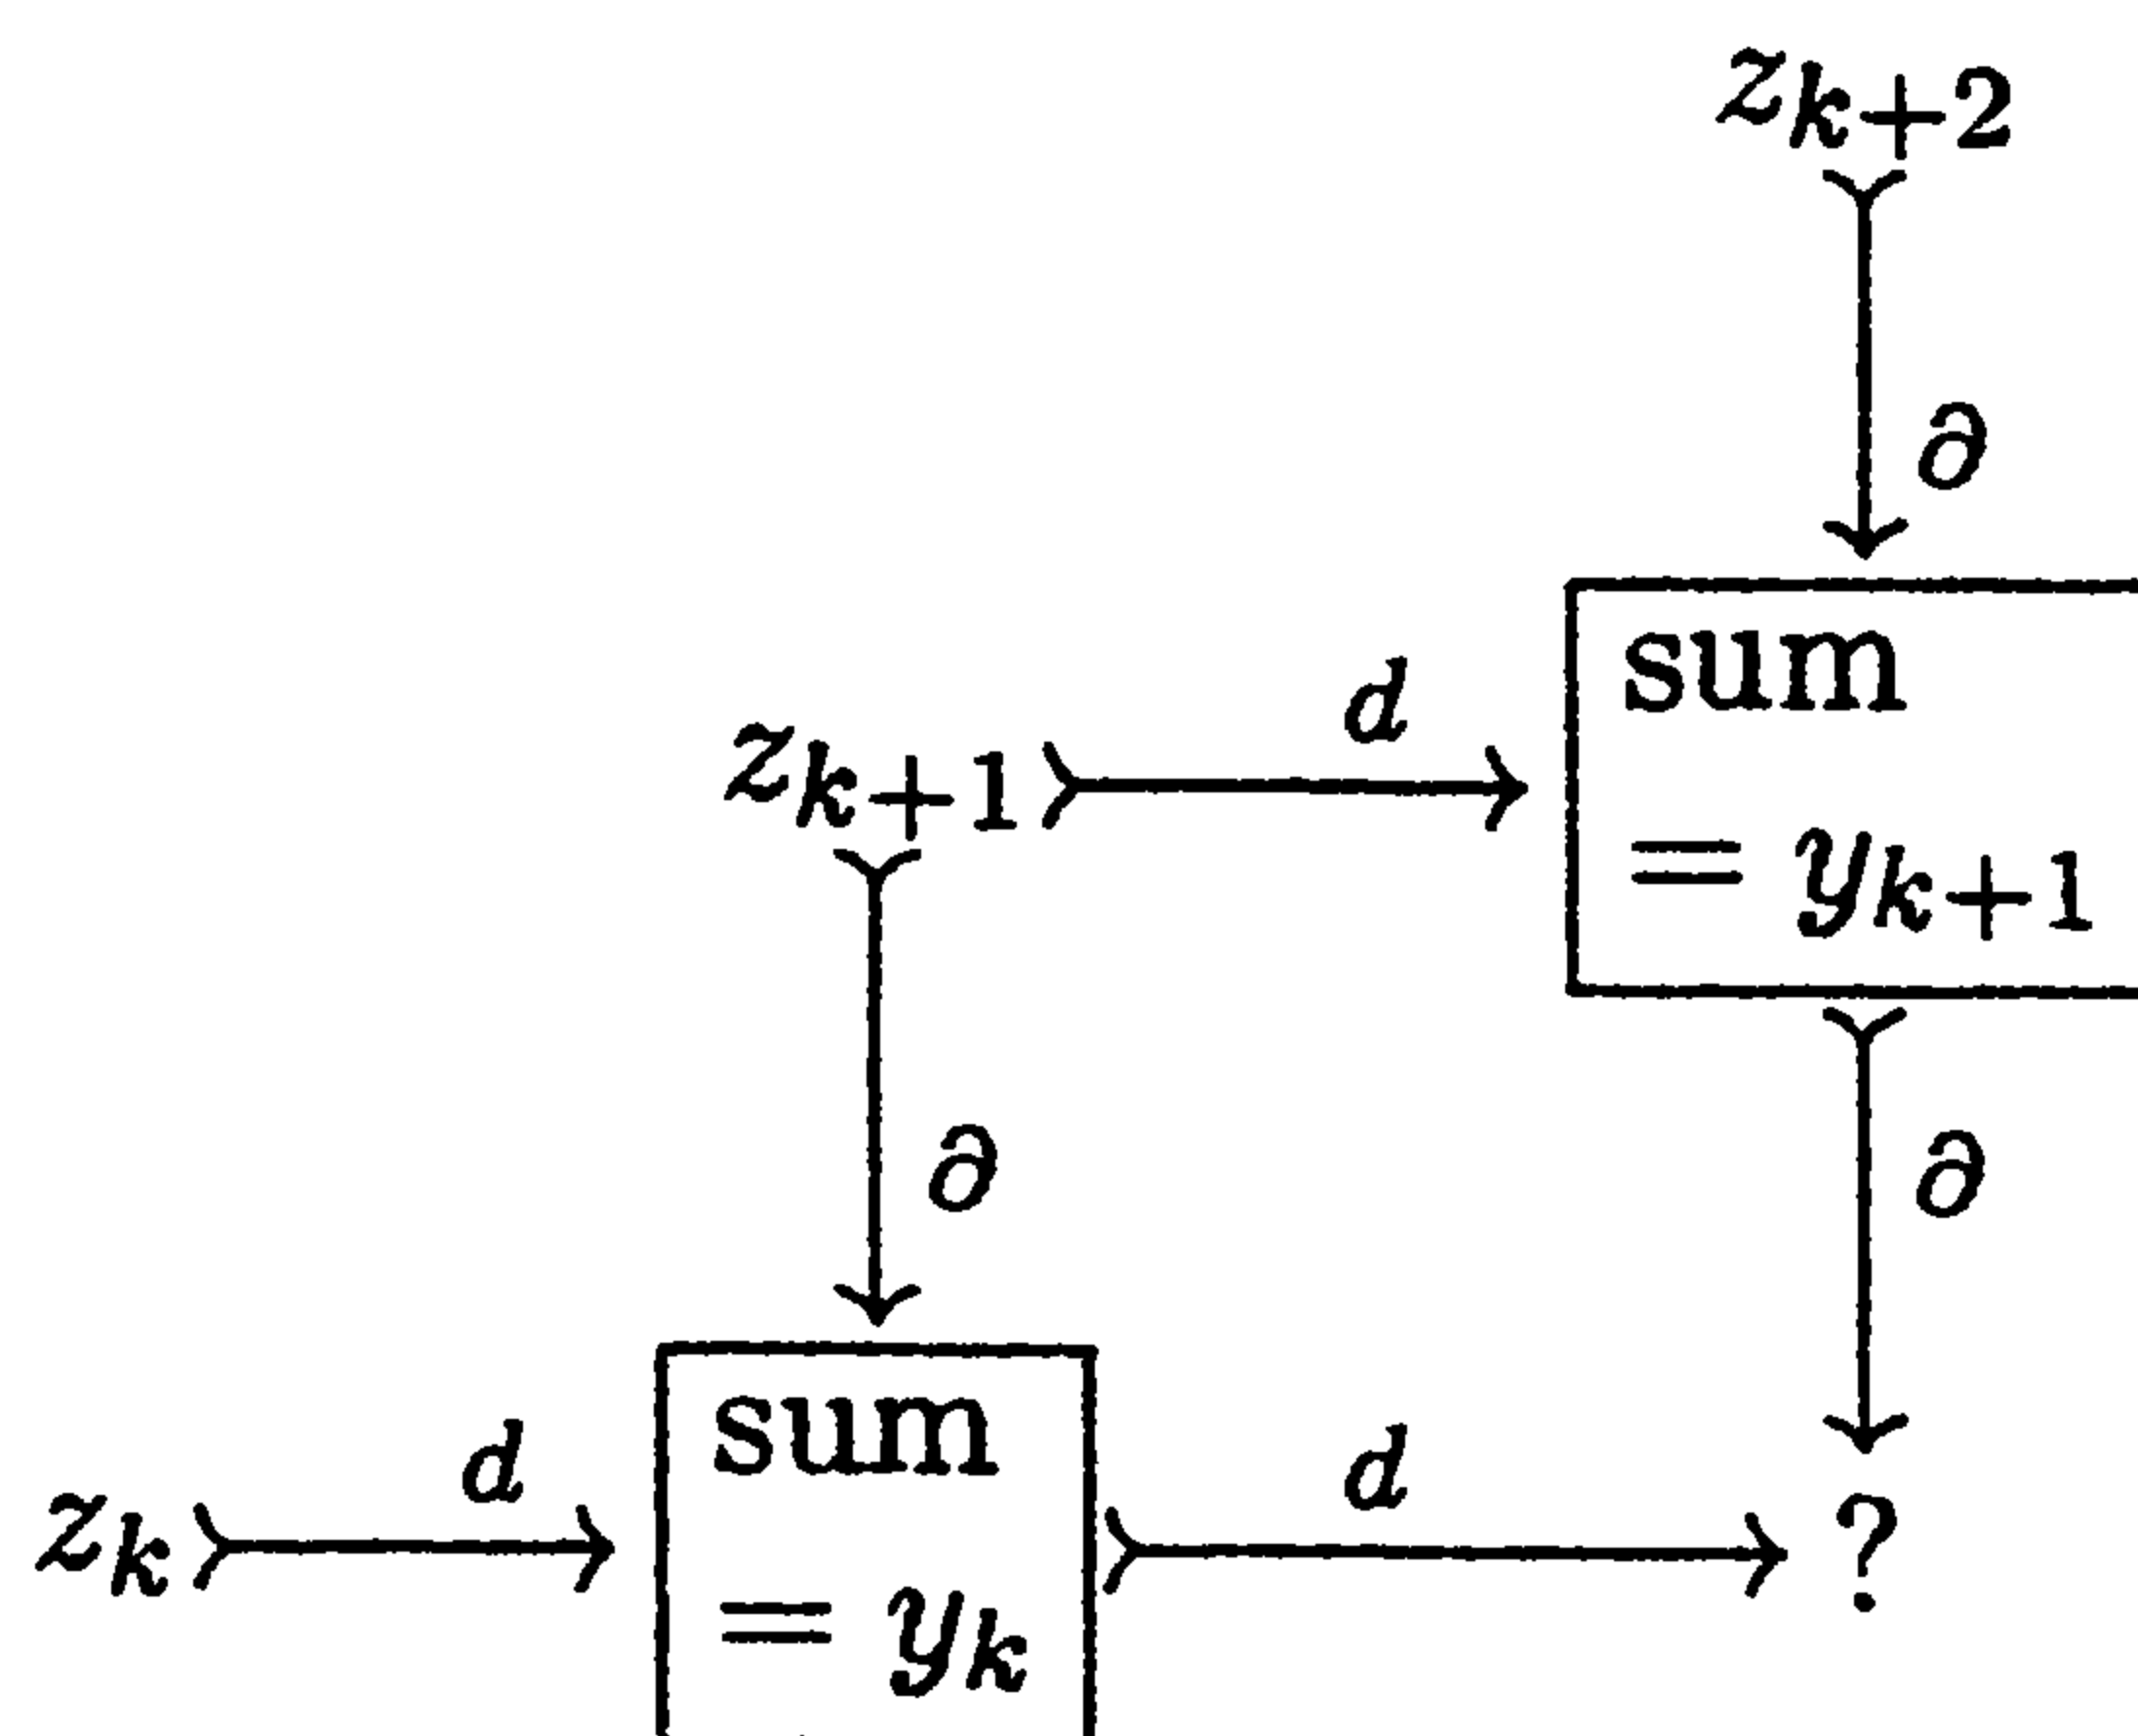 z_{k+2}
∂
sum
d
z_{k+1}
= y_{k+1}
∂
∂
sum
d
d
z_k
?
= y_k